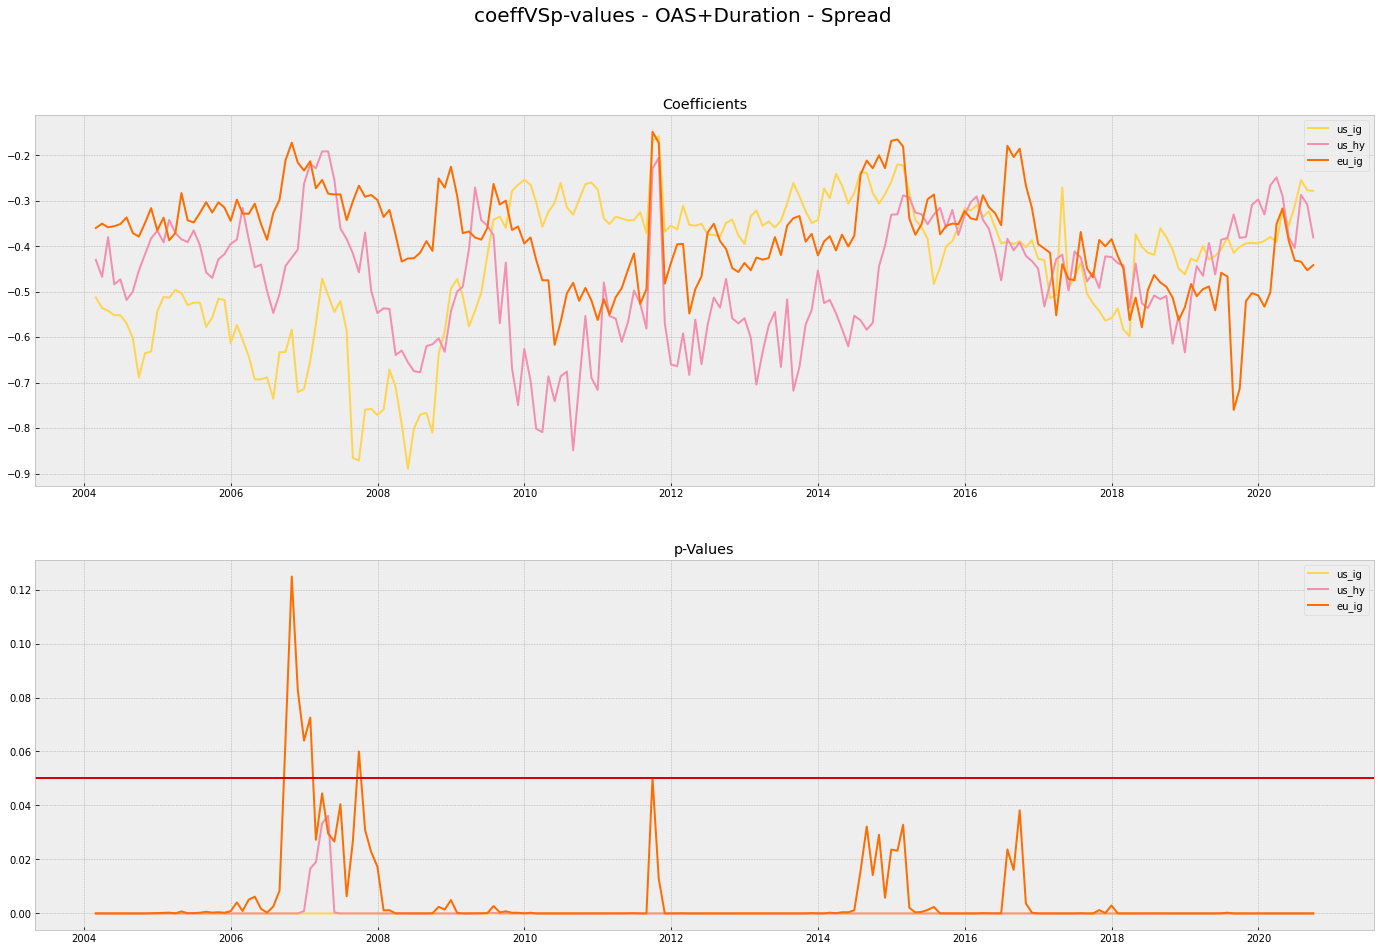 coeffVSp-values - OAS+Duration - Spread
Coefficients
us_ig
us_hy
eu_ig
−0.2
−0.3
−0.4
−0.5
−0.6
−0.7
−0.8
−0.9
2004 2006 2008 2010 2012 2014 2016 2018 2020
p-Values
us_ig
us_hy
eu_ig
0.12
0.10
0.08
0.06
0.04
0.02
0.00
2004 2006 2008 2010 2012 2014 2016 2018 2020